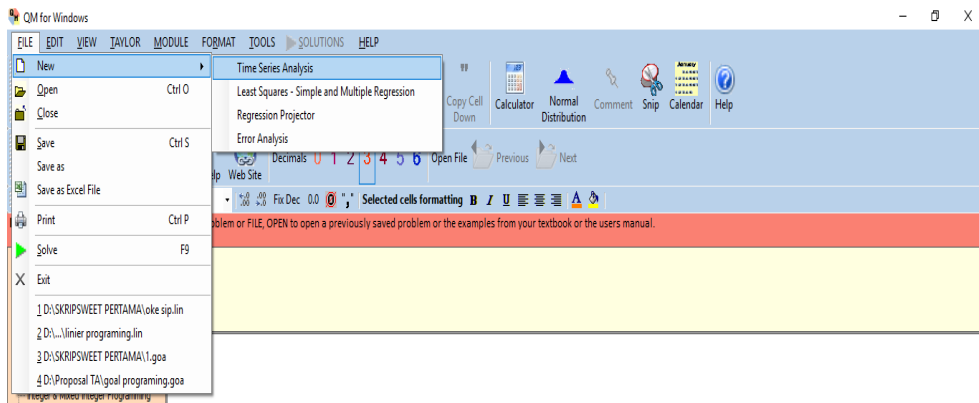 QM for Windows
FILE EDIT VIEW TAYLOR MODULE FORMAT TOOLS SOLUTIONS HELP
New
Time Series Analysis
Open Ctrl O
Least Squares - Simple and Multiple Regression
Close
Regression Projector
Save Ctrl S
Error Analysis
Save as
Save as Excel File
Print Ctrl P
Solve F9
Exit
1 D:\SKRIPSWEET PERTAMA\oke sip.lin
2 D:\...\linier programing.lin
3 D:\SKRIPSWEET PERTAMA\1.goa
4 D:\Proposal TA\goal programing.goa
Copy Cell Down
Calculator
Normal Distribution
Comment
Snip
Calendar
Help
Web Site
Decimals 0 1 2 3 4 5 6 Open File Previous Next
Fix Dec 0.0 (0) "," Selected cells formatting B I U A
or FILE, OPEN to open a previously saved problem or the examples from your textbook or the users manual.
Integer & Mixed Integer Programming